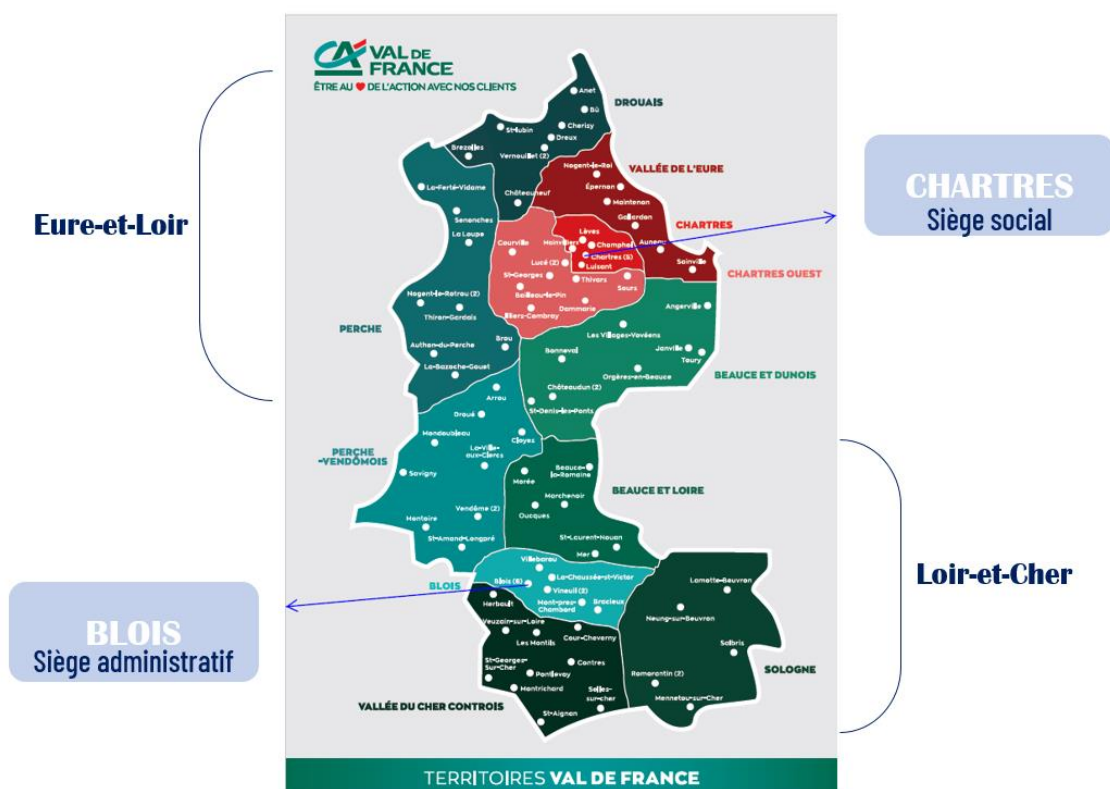 CA VAL DE
FRANCE
ÊTRE AU ❤ DE L'ACTION AVEC NOS CLIENTS
Eure-et-Loir
CHARTRES
Siège social
DROUAIS
Anet
Bû
St-Lubin
Cherizy
Dreux
Brezolles
Vernouillet (2)
Châteauneuf
VALLÉE DE L'EURE
Nogent-le-Roi
Épernon
Maintenon
Gallardon
Auneau
Sainville
CHARTRES
Lèves
Mainvilliers
Champhol
Chartres (5)
Luisant
CHARTRES OUEST
Courville
Lucé (2)
St-Georges
Thivars
Bailleau-le-Pin
Sours
Dammarie
Illiers-Combray
PERCHE
La-Ferté-Vidame
Senonches
La Loupe
Nogent-le-Rotrou (2)
Thiron-Gardais
Authon-du-Perche
Brou
La-Bazoche-Gouet
BEAUCE ET DUNOIS
Angerville
Les Villages-Vovéens
Janville
Toury
Bonneval
Orgères-en-Beauce
Châteaudun (2)
St-Denis-les-Ponts
PERCHE
-VENDÔMOIS
Arrou
Droué
Cloyes
Mondoubleau
La-Ville-
aux-Clercs
Savigny
Vendôme (2)
Montoire
St-Amand-Longpré
BEAUCE ET LOIRE
Beauce-
la-Romaine
Morée
Marchenoir
Oucques
St-Laurent-Nouan
Mer
Loir-et-Cher
BLOIS
Siège administratif
BLOIS
Villebarou
Blois (6)
La-Chaussée-st-Victor
Vineuil (2)
Mont-pres-
Chambord
Bracieux
VALLÉE DU CHER CONTROIS
Herbault
Veuzain-sur-Loire
Les Montils
Cour-Cheverny
St-Georges-
Sur-Cher
Contres
Pontlevoy
Montrichard
Selles-
sur-cher
St-Aignan
SOLOGNE
Lamotte-Beuvron
Neung-sur-Beuvron
Salbris
Romorantin (2)
Mennetou-sur-Cher
TERRITOIRES VAL DE FRANCE